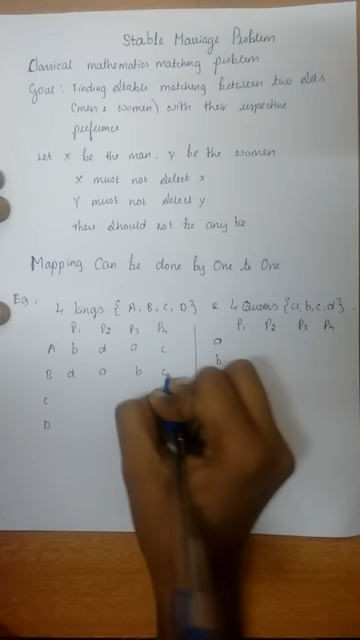 Stable Marriage Problem
Classical mathematics matching problem
Goal: Finding stable matching between two sets
(men & women) with their respective
preference
Let X be the man, Y be the women
X must not delect x
Y must not delect y
There should not be any tie
Mapping Can be done by One to One
Eg. 4 kings { A, B, C, D } & 4 Queens { a, b, c, d } .
P1 P2 P3 P4 P1 P2 P3 P4
A b d a c a
B d a b c b
C
D